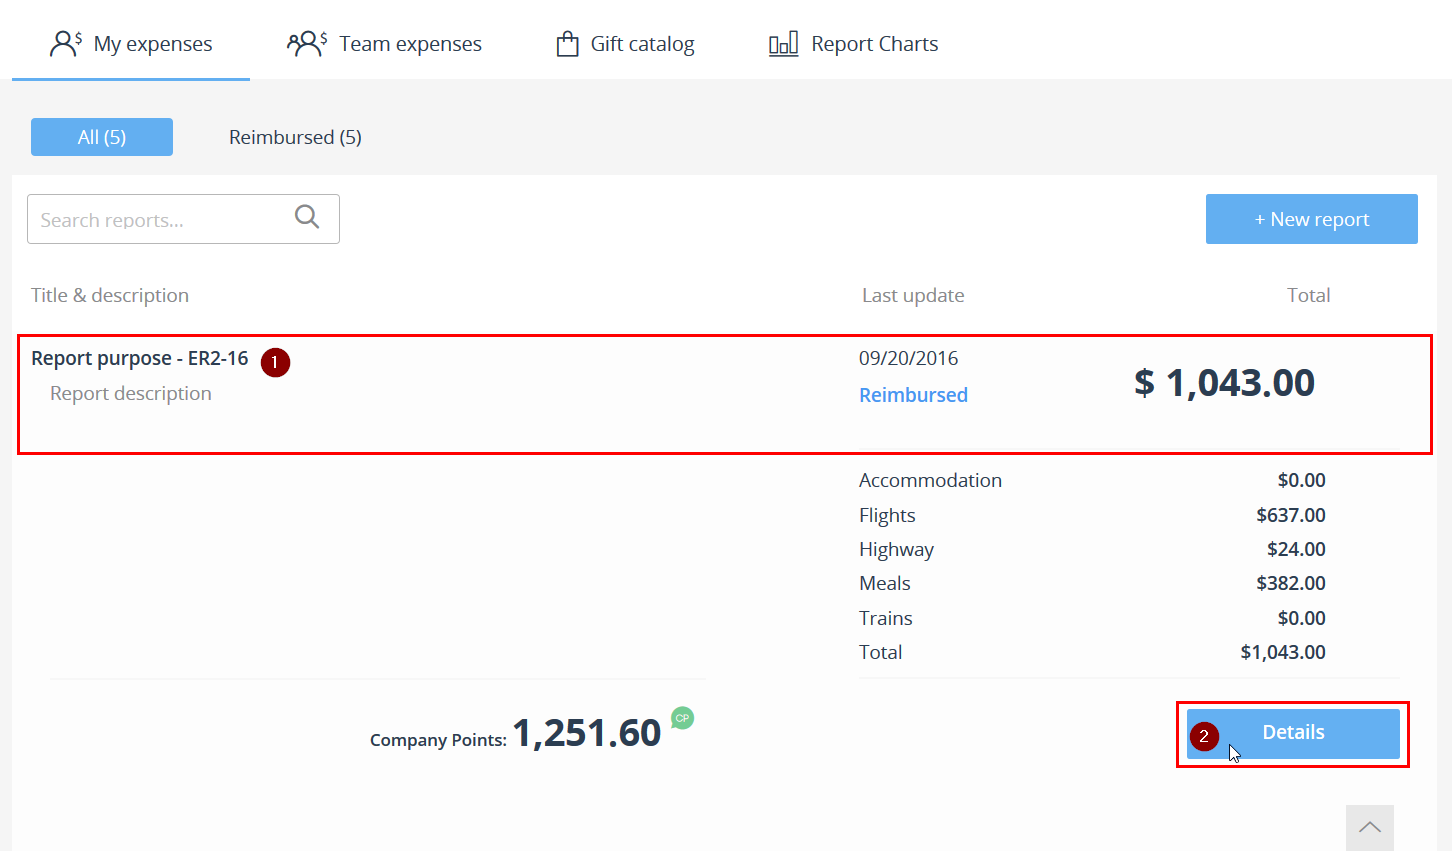 My expenses
Team expenses
Gift catalog
Report Charts
All (5)
Reimbursed (5)
Search reports...
+ New report
Title & description
Last update
Total
Report purpose - ER2-16
1
09/20/2016
$ 1,043.00
Report description
Reimbursed
Accommodation $0.00
Flights $637.00
Highway $24.00
Meals $382.00
Trains $0.00
Total $1,043.00
Company Points: 1,251.60 CP
2
Details